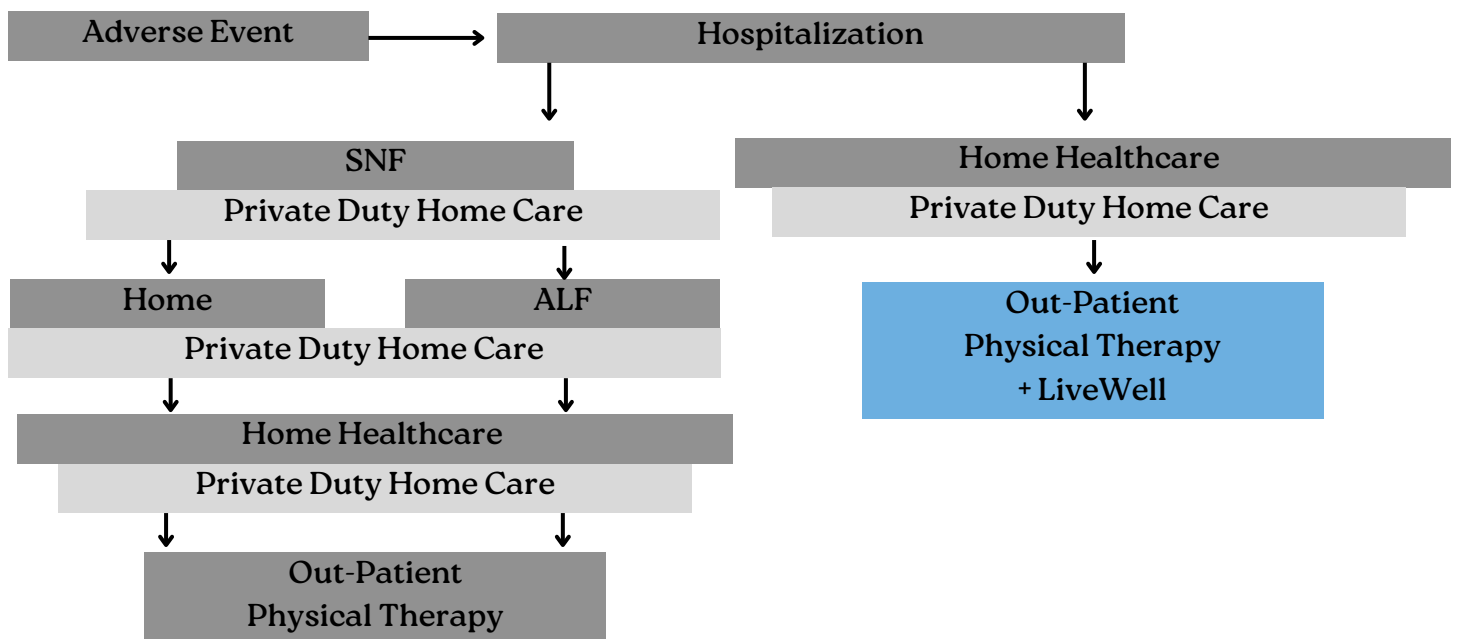 Adverse Event
Hospitalization
SNF
Private Duty Home Care
Home
ALF
Private Duty Home Care
Home Healthcare
Private Duty Home Care
Out-Patient
Physical Therapy
Home Healthcare
Private Duty Home Care
Out-Patient
Physical Therapy
+ LiveWell